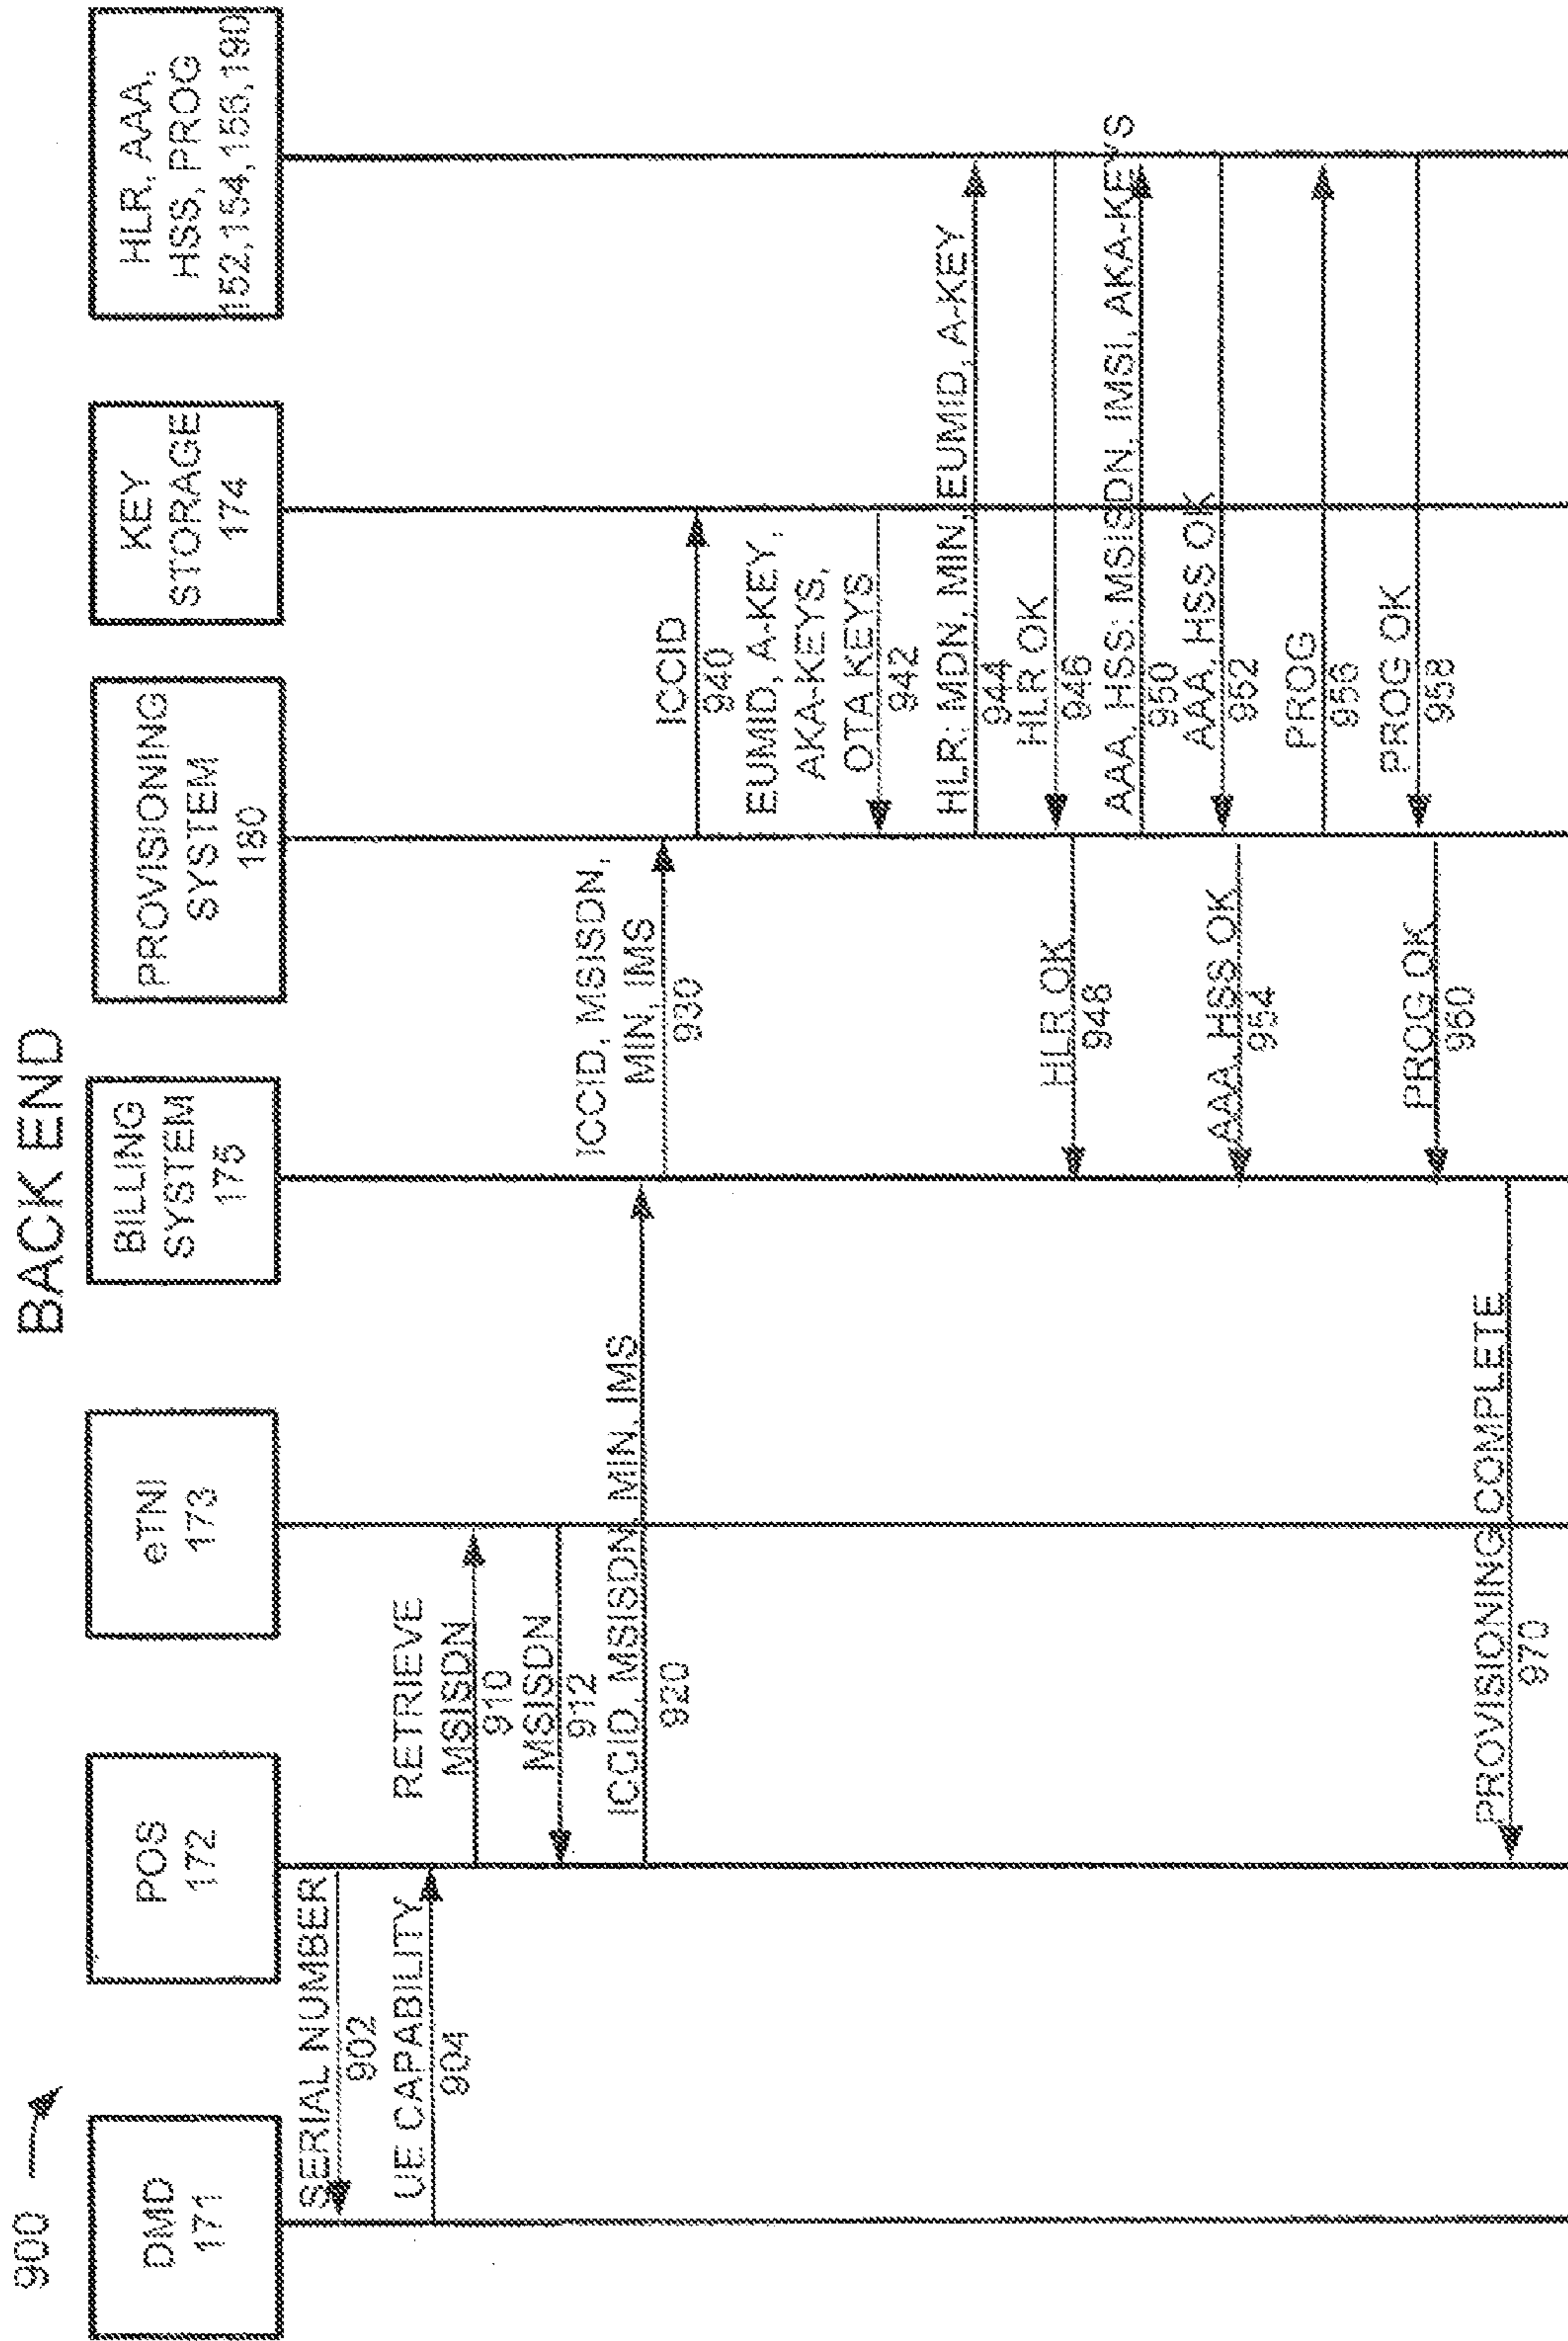 900
BACK END
DMD
171
POS
172
eTNI
173
BILLING
SYSTEM
175
PROVISIONING
SYSTEM
180
KEY
STORAGE
174
HLR, AAA,
HSS, PROG
152,154,156,190
SERIAL NUMBER
902
UE CAPABILITY
904
RETRIEVE
MSISDN
910
MSISDN
912
ICCID, MSISDN, MIN, IMS
920
ICCID, MSISDN,
MIN, IMS
930
ICCID
940
EUMID, A-KEY,
AKA-KEYS,
OTA KEYS
942
HLR: MDN, MIN, EUMID, A-KEY
944
HLR OK
946
HLR OK
948
AAA, HSS: MSISDN, IMSI, AKA-KEYS
950
AAA, HSS OK
952
AAA, HSS OK
954
PROG
956
PROG OK
958
PROG OK
960
PROVISIONING COMPLETE
970